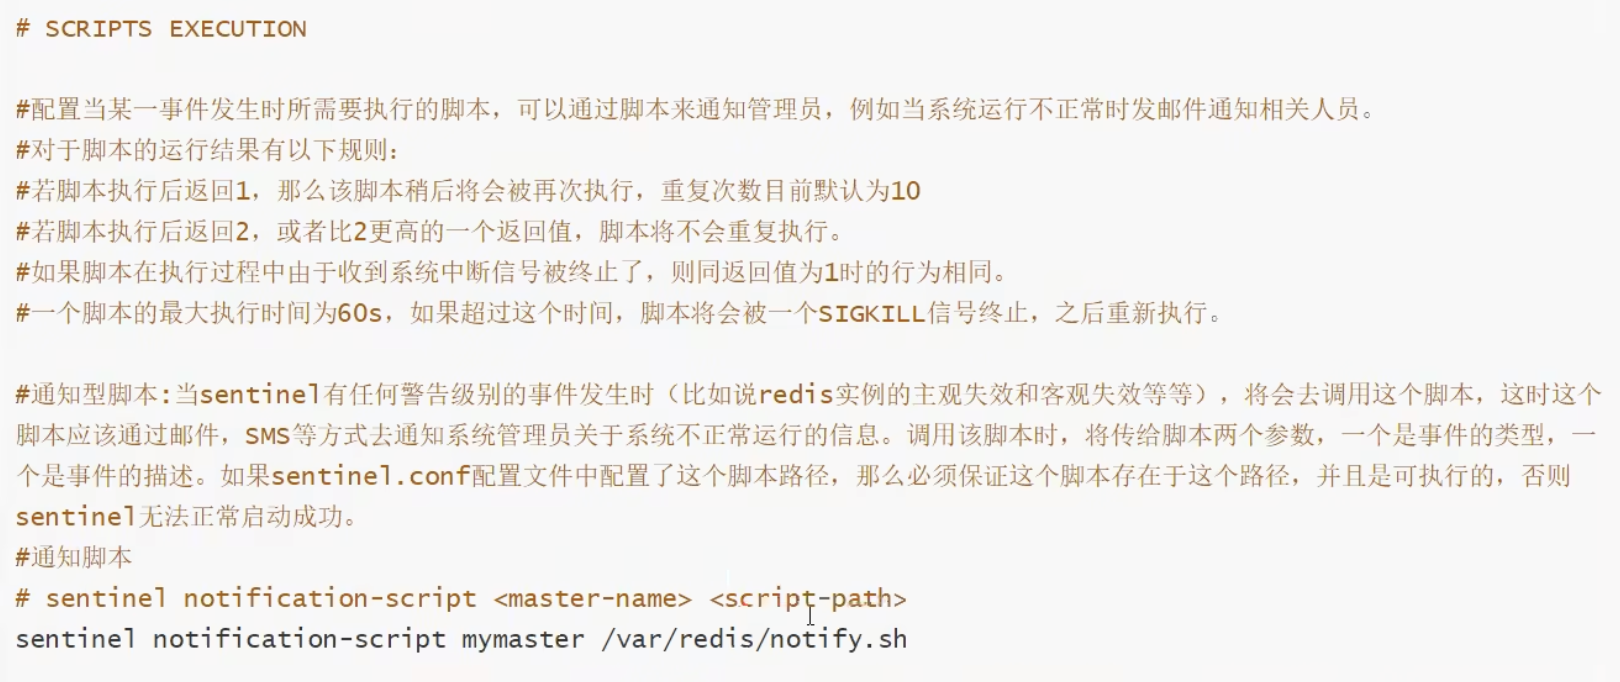 # SCRIPTS EXECUTION
#配置当某一事件发生时所需要执行的脚本，可以通过脚本来通知管理员，例如当系统运行不正常时发邮件通知相关人员。
#对于脚本的运行结果有以下规则：
#若脚本执行后返回1，那么该脚本稍后将会被再次执行，重复次数目前默认为10
#若脚本执行后返回2，或者比2更高的一个返回值，脚本将不会重复执行。
#如果脚本在执行过程中由于收到系统中断信号被终止了，则同返回值为1时的行为相同。
#一个脚本的最大执行时间为60s，如果超过这个时间，脚本将会被一个SIGKILL信号终止，之后重新执行。
#通知型脚本:当sentinel有任何警告级别的事件发生时（比如说redis实例的主观失效和客观失效等等），将会去调用这个脚本，这时这个
脚本应该通过邮件，SMS等方式去通知系统管理员关于系统不正常运行的信息。调用该脚本时，将传给脚本两个参数，一个是事件的类型，一
个是事件的描述。如果sentinel.conf配置文件中配置了这个脚本路径，那么必须保证这个脚本存在于这个路径，并且是可执行的，否则
sentinel无法正常启动成功。
#通知脚本
# sentinel notification-script <master-name> <script-path>
sentinel notification-script mymaster /var/redis/notify.sh